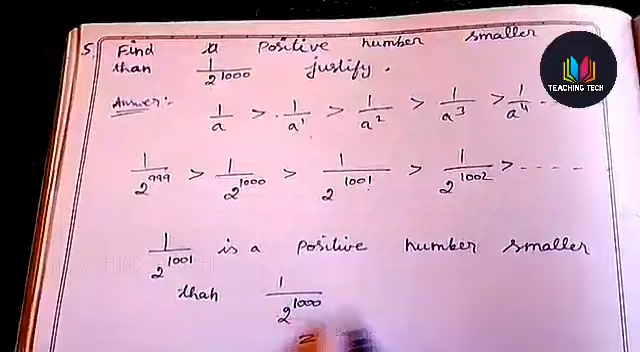 5. Find a Positive number smaller
than 1/2^1000 justify.
Answer:-
1/a > 1/a^1 > 1/a^2 > 1/a^3 > 1/a^4 ...
1/2^999 > 1/2^1000 > 1/2^1001 > 1/2^1002 > -----
1/2^1001 is a positive number smaller
than 1/2^1000
TEACHING TECH